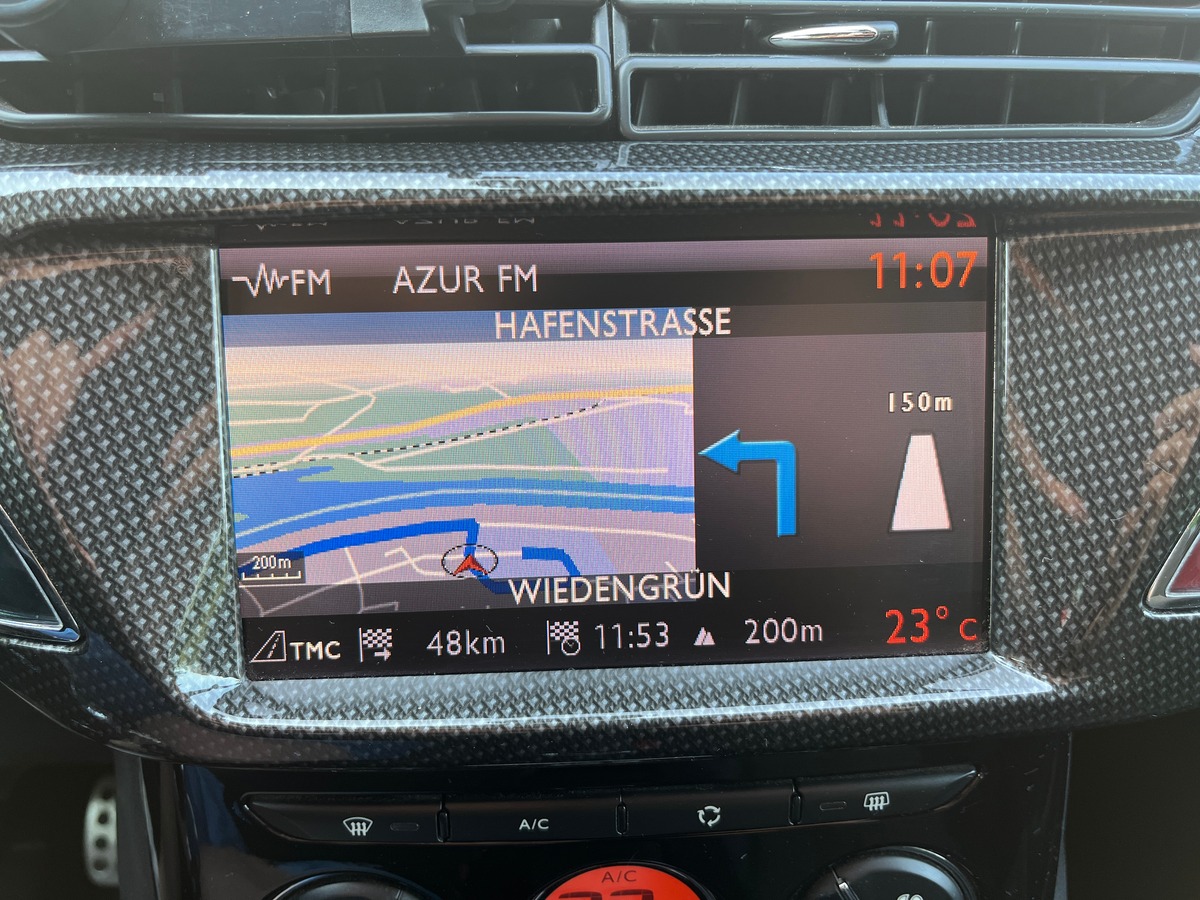 FM AZUR FM 11:07
HAFENSTRASSE
150m
200m
WIEDENGRÜN
TMC 48km 11:53 200m 23°C
A/C
A/C